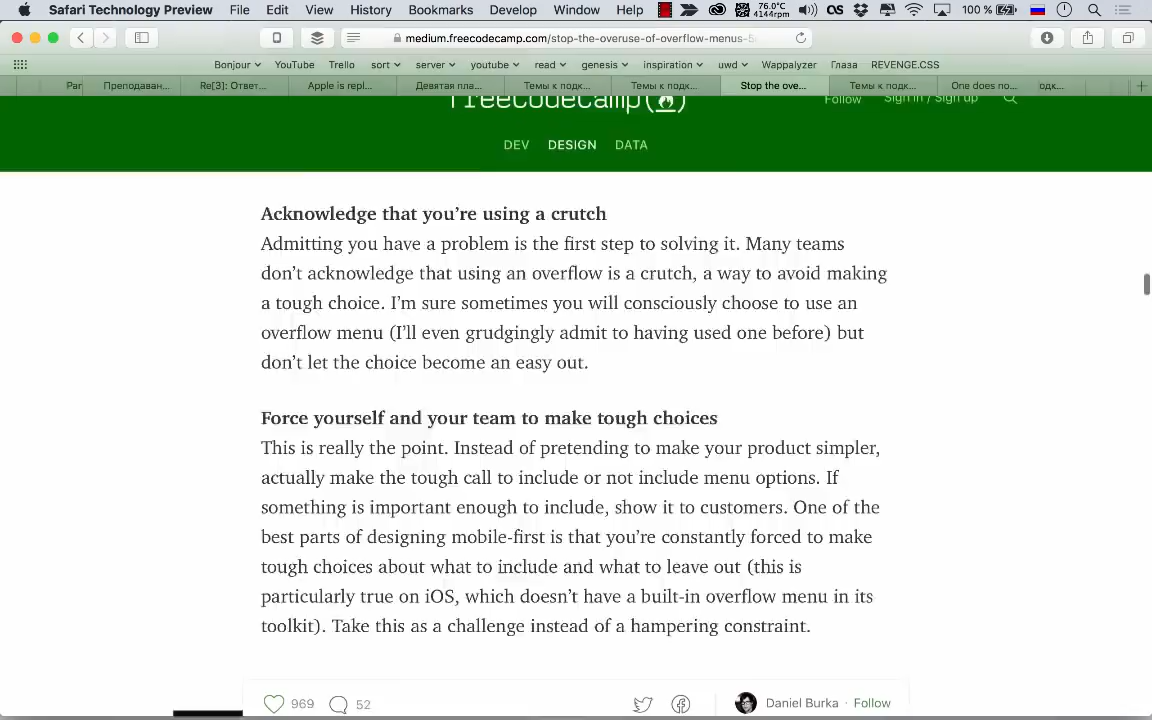 Safari Technology Preview File Edit View History Bookmarks Develop Window Help 76.0°C 4144rpm 100 %
medium.freecodecamp.com/stop-the-overuse-of-overflow-menus-5
Bonjour YouTube Trello sort server youtube read genesis inspiration uwd Wappalyzer Глаза REVENGE.CSS
Par Преподаван... Re[3]: Ответ... Apple is repl... Девятая пла... Темы к подк... Темы к подк... Stop the ove... Темы к подк... One does no... одк...
freeCodeCamp Follow Sign in / Sign up
DEV DESIGN DATA
Acknowledge that you’re using a crutch
Admitting you have a problem is the first step to solving it. Many teams
don’t acknowledge that using an overflow is a crutch, a way to avoid making
a tough choice. I’m sure sometimes you will consciously choose to use an
overflow menu (I’ll even grudgingly admit to having used one before) but
don’t let the choice become an easy out.
Force yourself and your team to make tough choices
This is really the point. Instead of pretending to make your product simpler,
actually make the tough call to include or not include menu options. If
something is important enough to include, show it to customers. One of the
best parts of designing mobile-first is that you’re constantly forced to make
tough choices about what to include and what to leave out (this is
particularly true on iOS, which doesn’t have a built-in overflow menu in its
toolkit). Take this as a challenge instead of a hampering constraint.
969 52 Daniel Burka · Follow